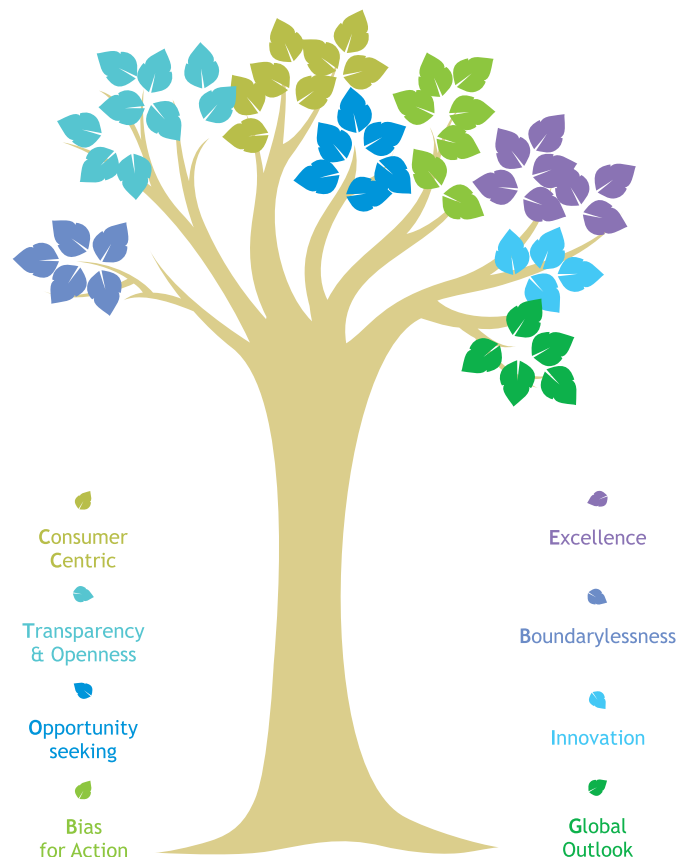 Consumer
Centric
Transparency
& Openness
Opportunity
seeking
Bias
for Action
Excellence
Boundarylessness
Innovation
Global
Outlook